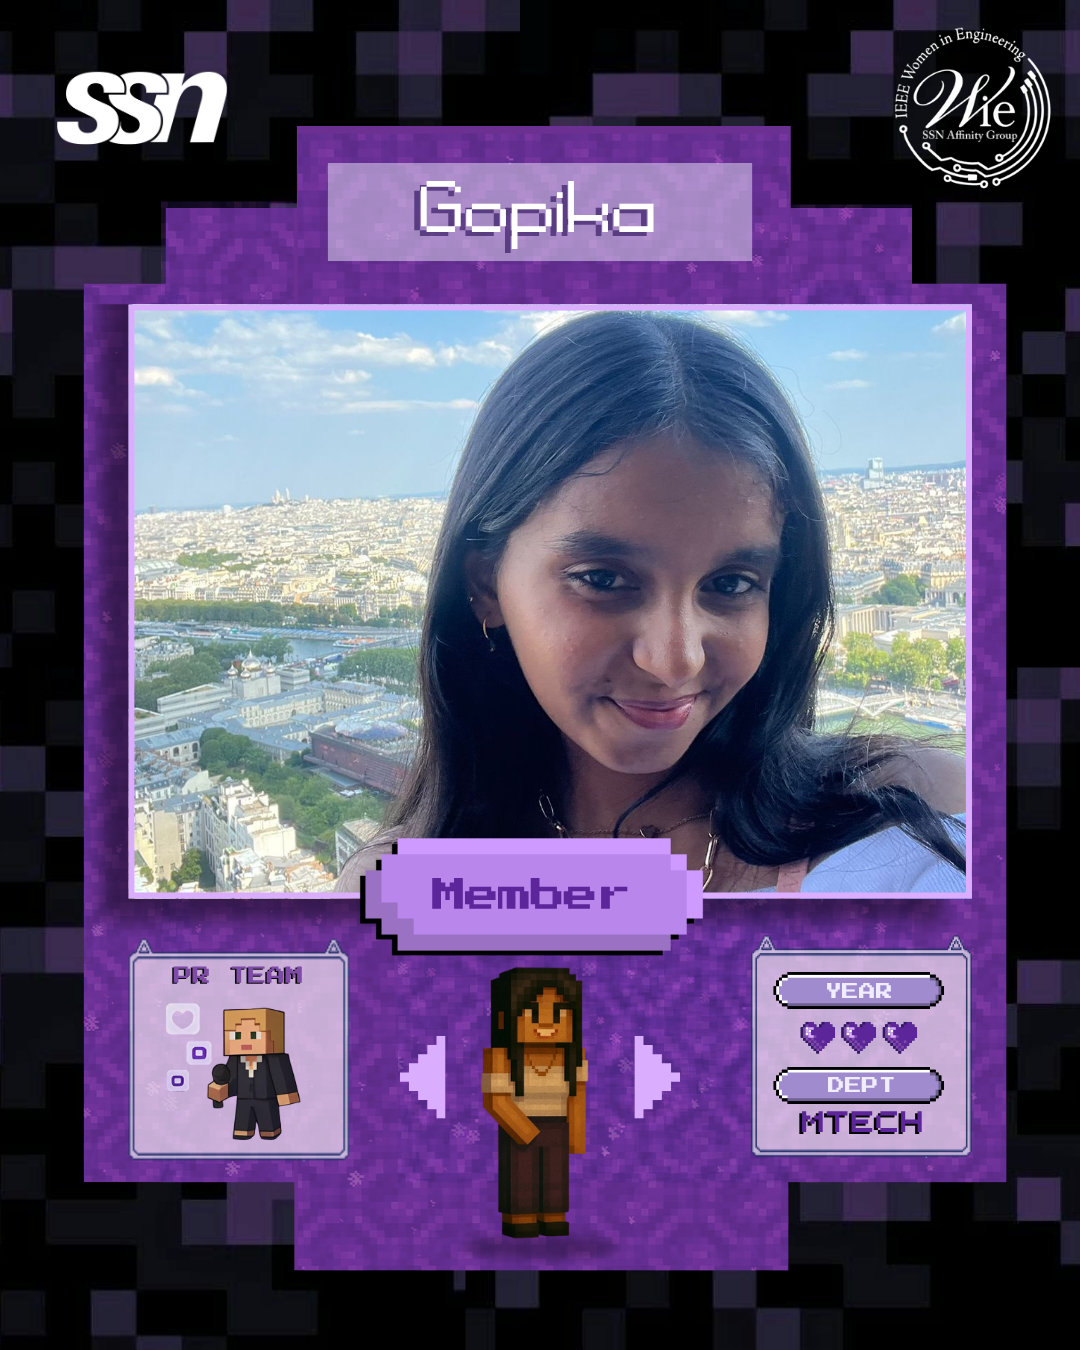 ssn
IEEE Women in Engineering
Wie
SSN Affinity Group
Gopika
Member
PR TEAM
YEAR
DEPT
MTECH